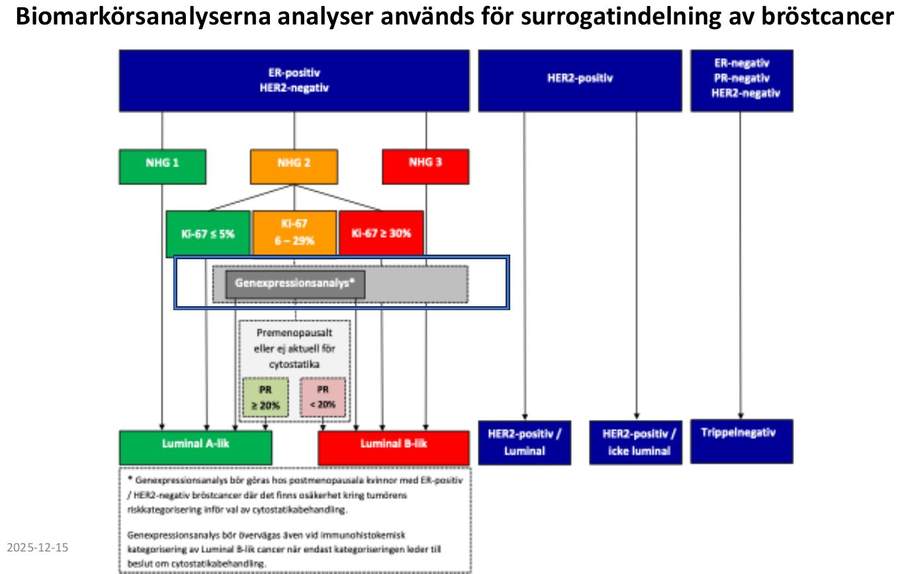 Biomarkörsanalyserna analyser används för surrogatindelning av bröstcancer
ER-positiv
HER2-negativ
HER2-positiv
ER-negativ
PR-negativ
HER2-negativ
NHG 1
NHG 2
NHG 3
Ki-67 ≤ 5%
Ki-67
6 – 29%
Ki-67 ≥ 30%
Genexpressionsanalys*
Premenopausalt
eller ej aktuell för
cytostatika
PR
≥ 20%
PR
< 20%
Luminal A-lik
Luminal B-lik
HER2-positiv /
Luminal
HER2-positiv /
icke luminal
Trippelnegativ
* Genexpressionsanalys bör göras hos postmenopausala kvinnor med ER-positiv
/ HER2-negativ bröstcancer där det finns osäkerhet kring tumörens
riskkategorisering inför val av cytostatikabehandling.
Genexpressionsanalys bör övervägas även vid immunohistokemisk
kategorisering av Luminal B-lik cancer när endast kategoriseringen leder till
beslut om cytostatikabehandling.
2025-12-15